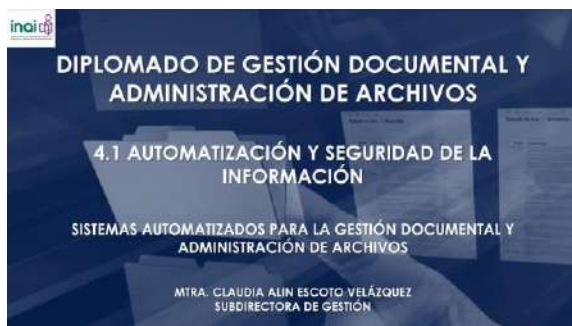 inai
DIPLOMADO DE GESTIÓN DOCUMENTAL Y
ADMINISTRACIÓN DE ARCHIVOS
4.1 AUTOMATIZACIÓN Y SEGURIDAD DE LA
INFORMACIÓN
SISTEMAS AUTOMATIZADOS PARA LA GESTIÓN DOCUMENTAL Y
ADMINISTRACIÓN DE ARCHIVOS
MTRA. CLAUDIA ALIN ESCOTO VELÁZQUEZ
SUBDIRECTORA DE GESTIÓN